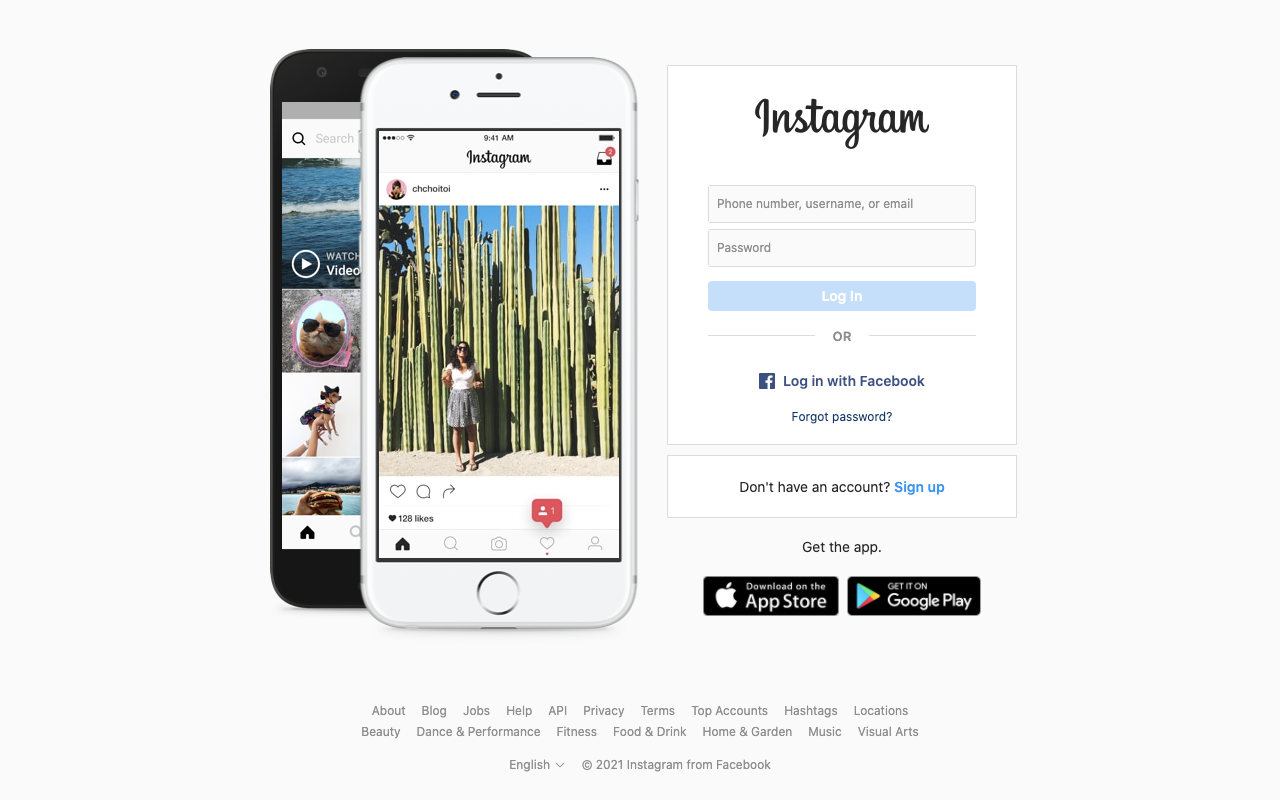 Search
WATCH
Video
9:41 AM
Instagram
2
chchoitoi
1
128 likes
Instagram
Phone number, username, or email
Password
Log In
OR
Log in with Facebook
Forgot password?
Don't have an account? Sign up
Get the app.
Download on the
App Store
GET IT ON
Google Play
About Blog Jobs Help API Privacy Terms Top Accounts Hashtags Locations
Beauty Dance & Performance Fitness Food & Drink Home & Garden Music Visual Arts
English © 2021 Instagram from Facebook